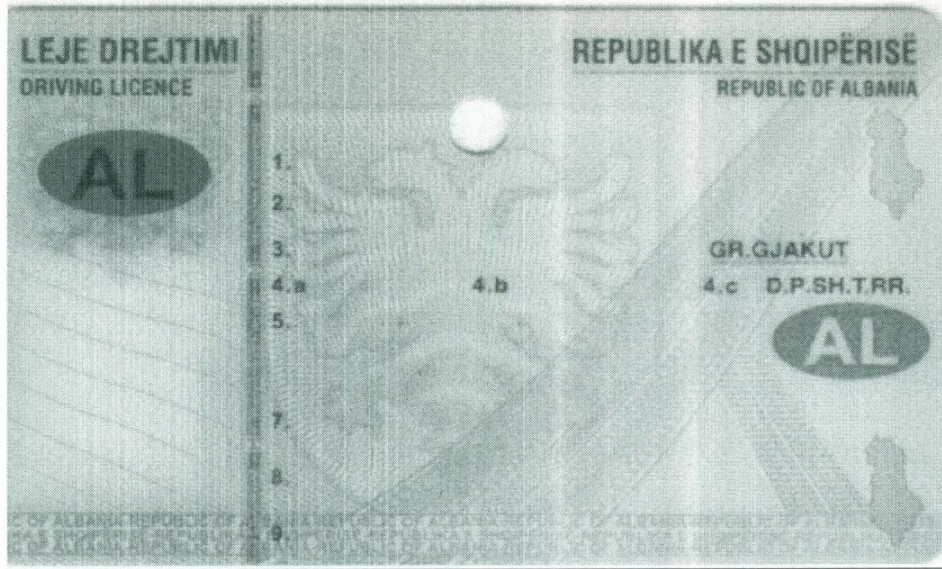 LEJE DREJTIMI
DRIVING LICENCE
REPUBLIKA E SHQIPËRISË
REPUBLIC OF ALBANIA
AL
1.
2.
3.
GR.GJAKUT
4.a 4.b 4.c D.P.SH.T.RR.
5.
AL
7.
8.
9.